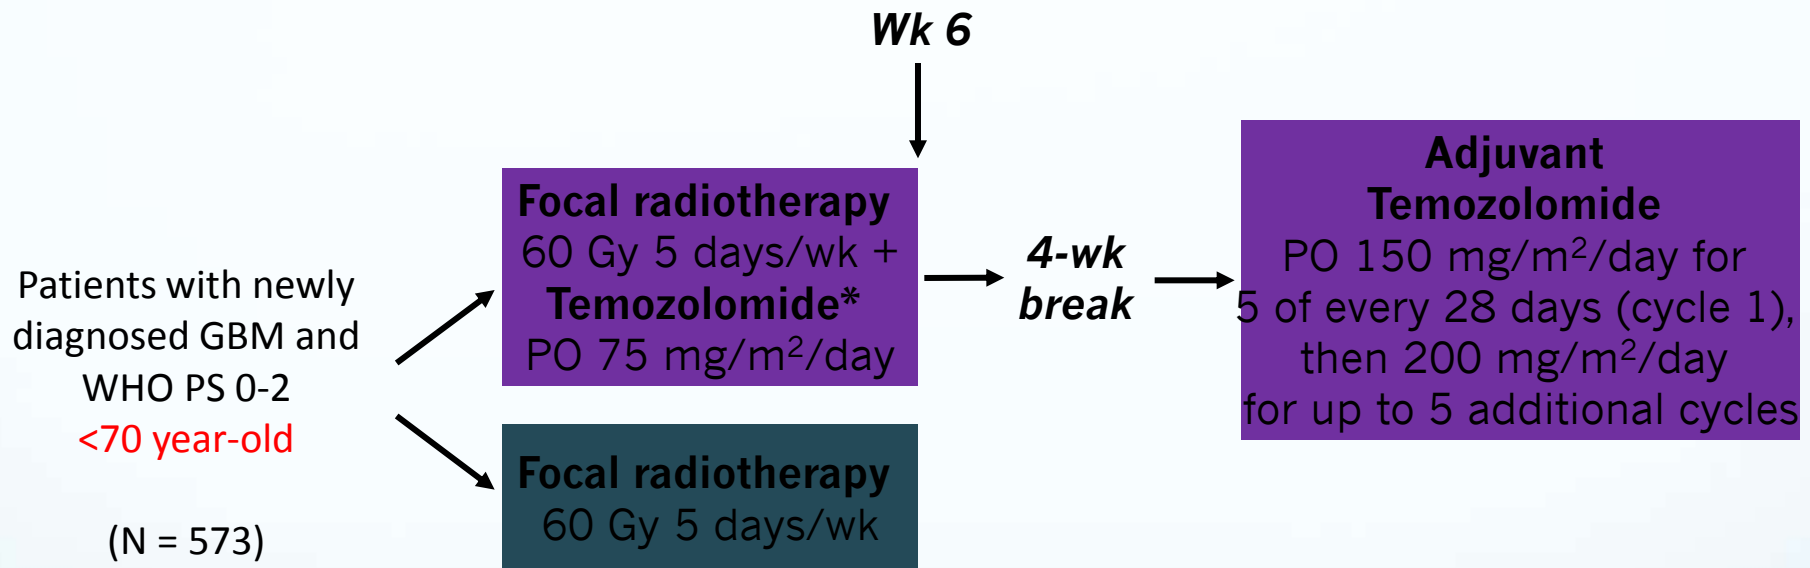 Wk 6
Patients with newly
diagnosed GBM and
WHO PS 0-2
<70 year-old
(N = 573)
Focal radiotherapy
60 Gy 5 days/wk +
Temozolomide*
PO 75 mg/m²/day
Focal radiotherapy
60 Gy 5 days/wk
4-wk
break
Adjuvant
Temozolomide
PO 150 mg/m²/day for
5 of every 28 days (cycle 1),
then 200 mg/m²/day
for up to 5 additional cycles